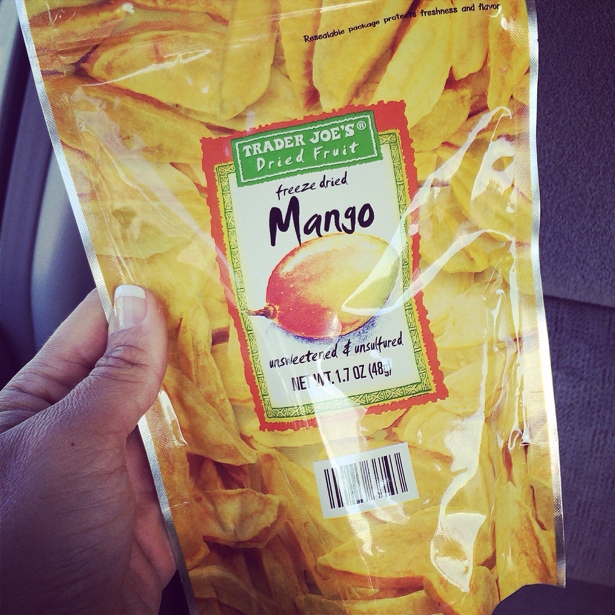 Resealable package protects freshness and flavor
TRADER JOE'S®
Dried Fruit
freeze dried
Mango
unsweetened & unsulfured
NET WT. 1.7 OZ (48g)